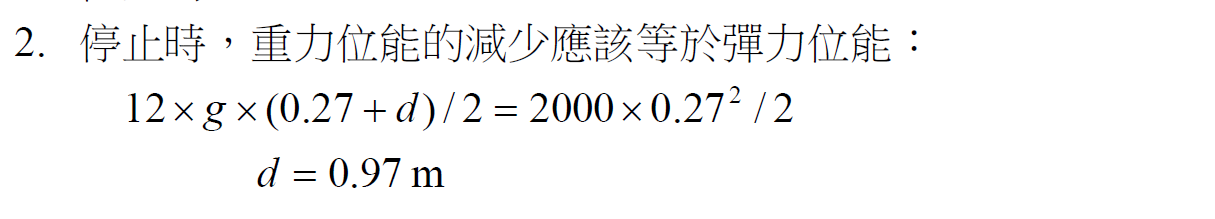 2. 停止時，重力位能的減少應該等於彈力位能：
12×g×(0.27+d)/2=2000×0.27²/2
d = 0.97 m